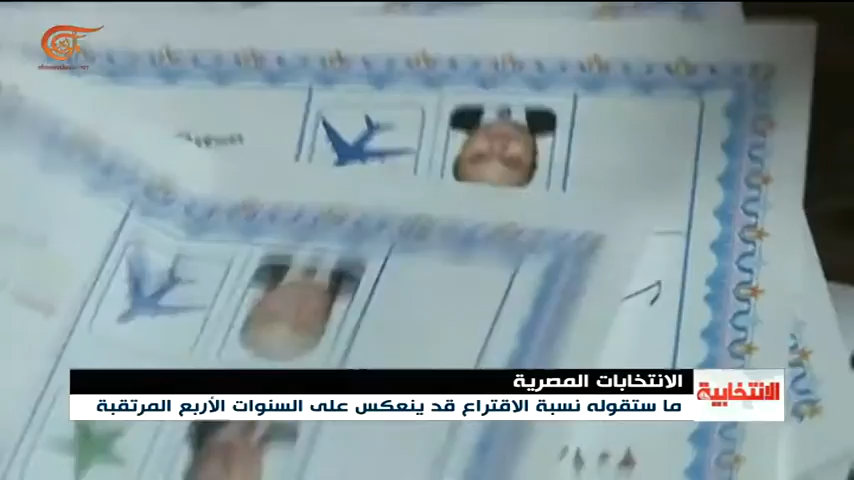 الانتخابات المصرية
الانتخابية
ما ستقوله نسبة الاقتراع قد ينعكس على السنوات الأربع المرتقبة